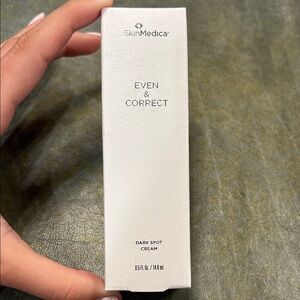 SkinMedica®
EVEN
&
CORRECT
DARK SPOT
CREAM
0.5 fl. Oz. / 14.8 mL